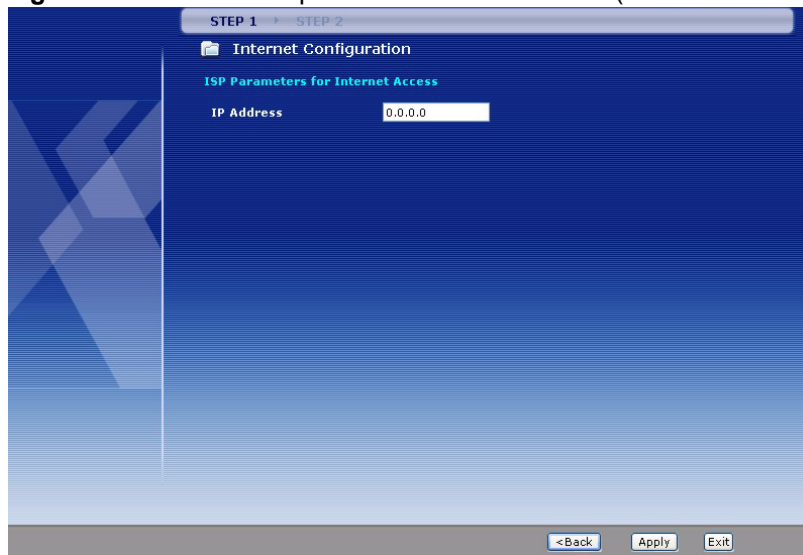 STEP 1 STEP 2
Internet Configuration
ISP Parameters for Internet Access
IP Address 0.0.0.0
<Back Apply Exit